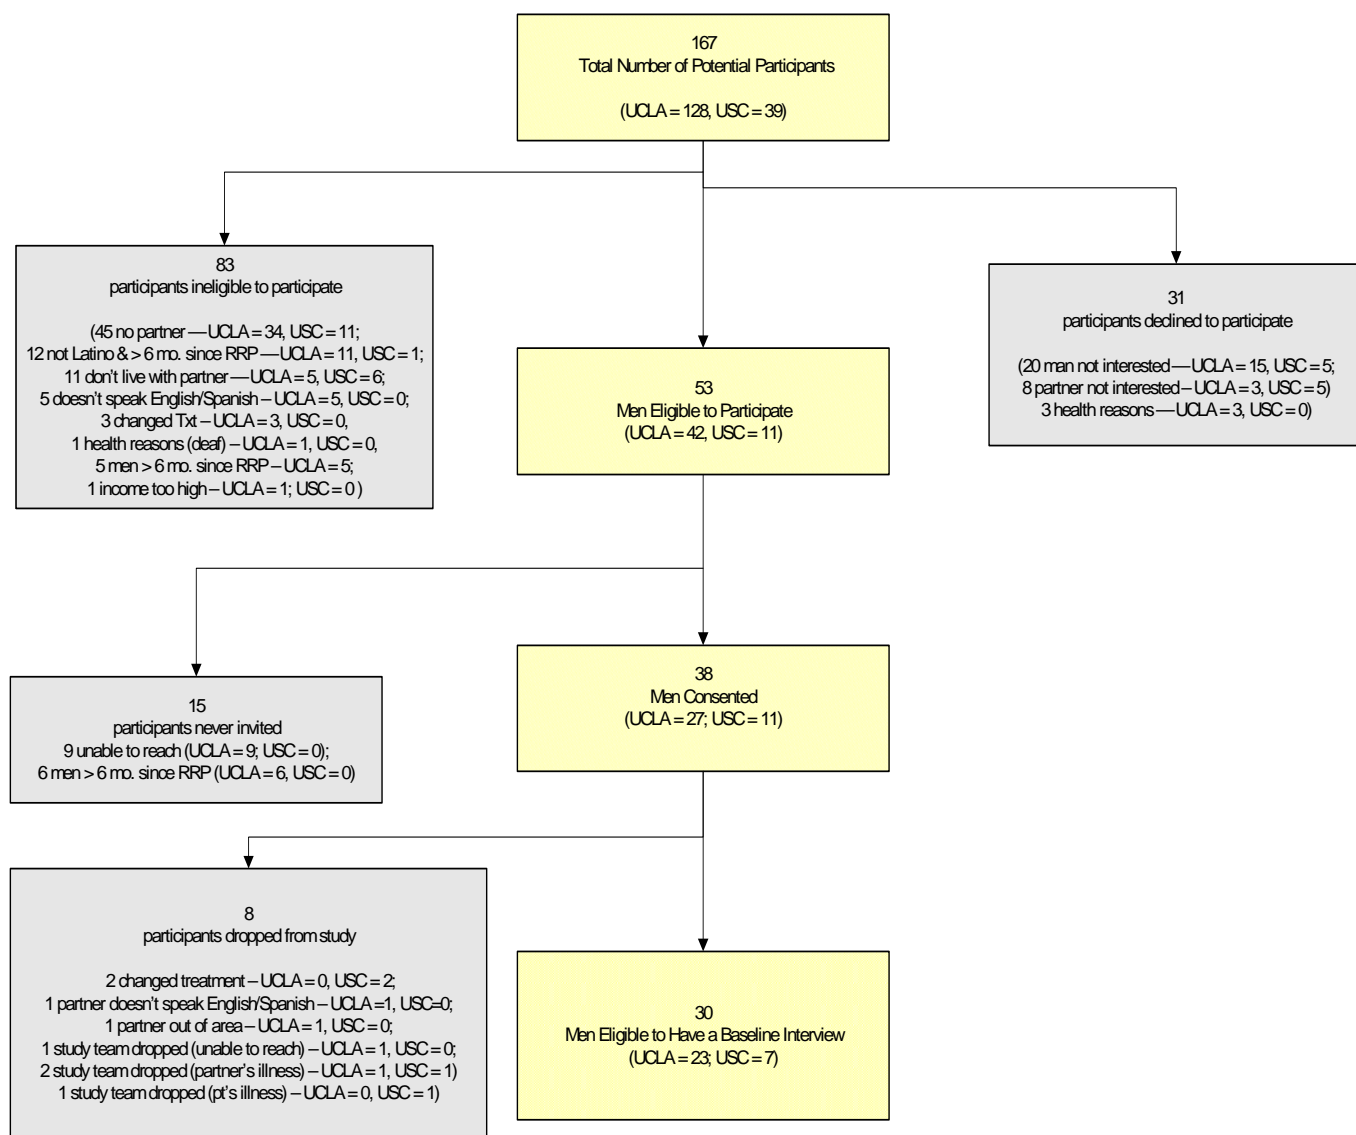 167
Total Number of Potential Participants
(UCLA = 128, USC = 39)
83
participants ineligible to participate
(45 no partner — UCLA = 34, USC = 11;
12 not Latino & > 6 mo. since RRP — UCLA = 11, USC = 1;
11 don't live with partner — UCLA = 5, USC = 6;
5 doesn't speak English/Spanish – UCLA = 5, USC = 0;
3 changed Txt – UCLA = 3, USC = 0,
1 health reasons (deaf) – UCLA = 1, USC = 0,
5 men > 6 mo. since RRP – UCLA = 5;
1 income too high – UCLA = 1; USC = 0 )
31
participants declined to participate
(20 man not interested — UCLA = 15, USC = 5;
8 partner not interested – UCLA = 3, USC = 5)
3 health reasons — UCLA = 3, USC = 0)
53
Men Eligible to Participate
(UCLA = 42, USC = 11)
15
participants never invited
9 unable to reach (UCLA = 9; USC = 0);
6 men > 6 mo. since RRP (UCLA = 6, USC = 0)
38
Men Consented
(UCLA = 27; USC = 11)
8
participants dropped from study
2 changed treatment – UCLA = 0, USC = 2;
1 partner doesn't speak English/Spanish – UCLA =1, USC=0;
1 partner out of area – UCLA = 1, USC = 0;
1 study team dropped (unable to reach) – UCLA = 1, USC = 0;
2 study team dropped (partner's illness) – UCLA = 1, USC = 1)
1 study team dropped (pt's illness) – UCLA = 0, USC = 1)
30
Men Eligible to Have a Baseline Interview
(UCLA = 23; USC = 7)